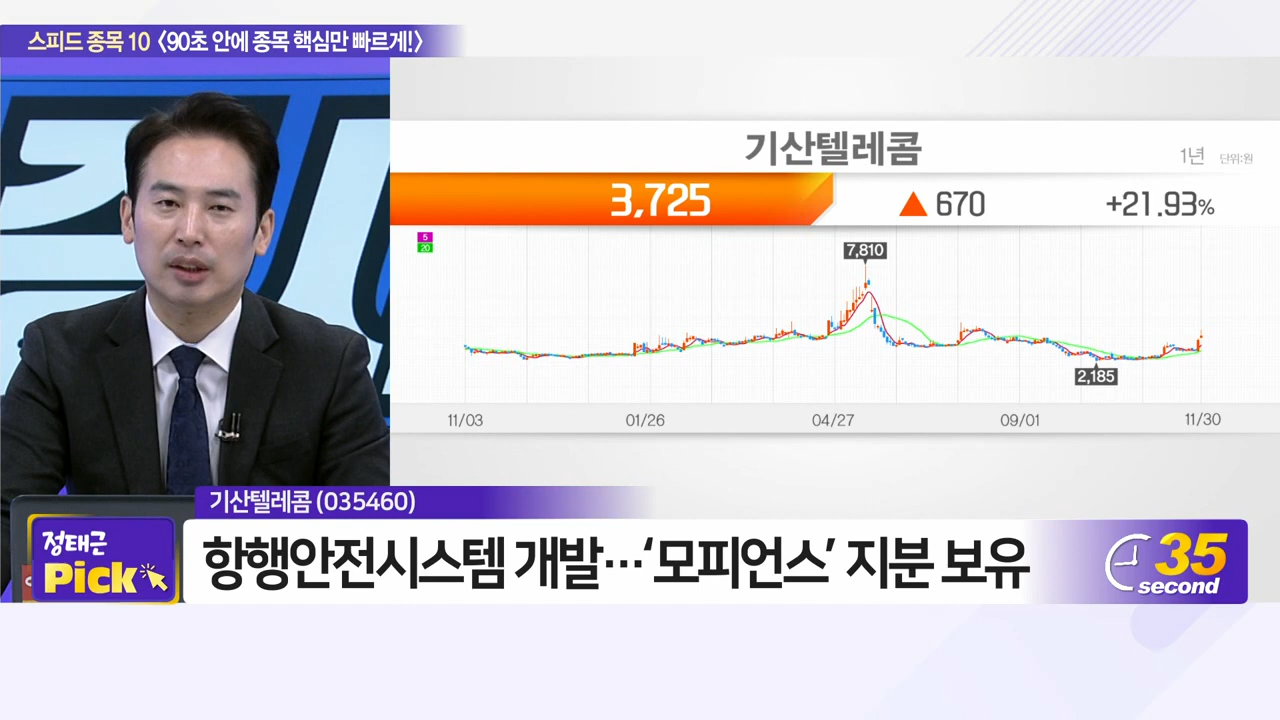 스피드 종목 10 〈90초 안에 종목 핵심만 빠르게!〉
기산텔레콤
1년 단위:원
3,725 ▲ 670 +21.93%
5
20
7,810
2,185
11/03 01/26 04/27 09/01 11/30
기산텔레콤 (035460)
정태근
Pick
항행안전시스템 개발…‘모피언스’ 지분 보유
35
second